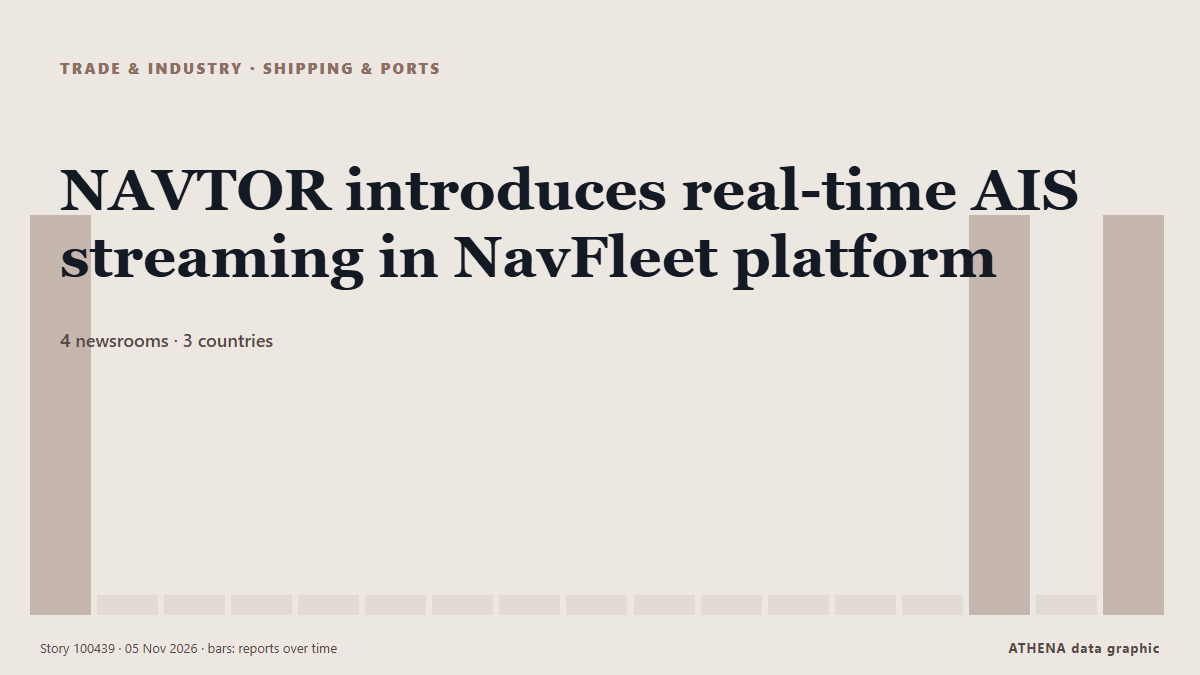 TRADE & INDUSTRY · SHIPPING & PORTS
NAVTOR introduces real-time AIS
streaming in NavFleet platform
4 newsrooms · 3 countries
Story 100439 · 05 Nov 2026 · bars: reports over time
ATHENA data graphic